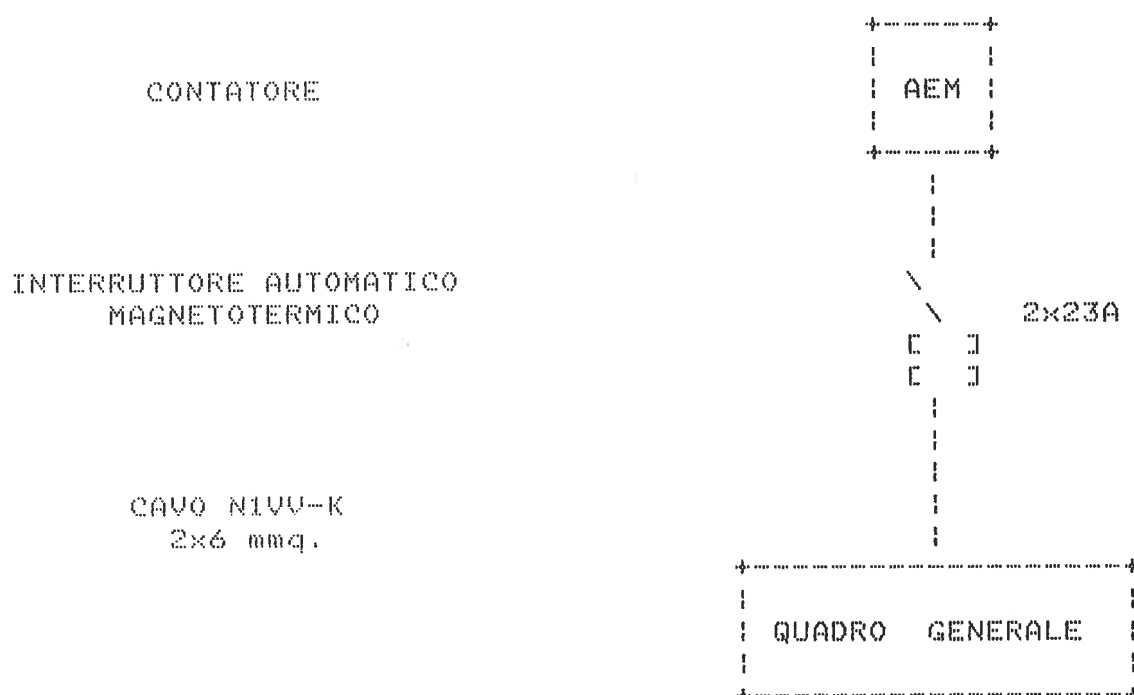 CONTATORE
AEM
INTERRUTTORE AUTOMATICO
MAGNETOTERMICO
2x23A
CAVO N1VV-K
2x6 mmq.
QUADRO GENERALE